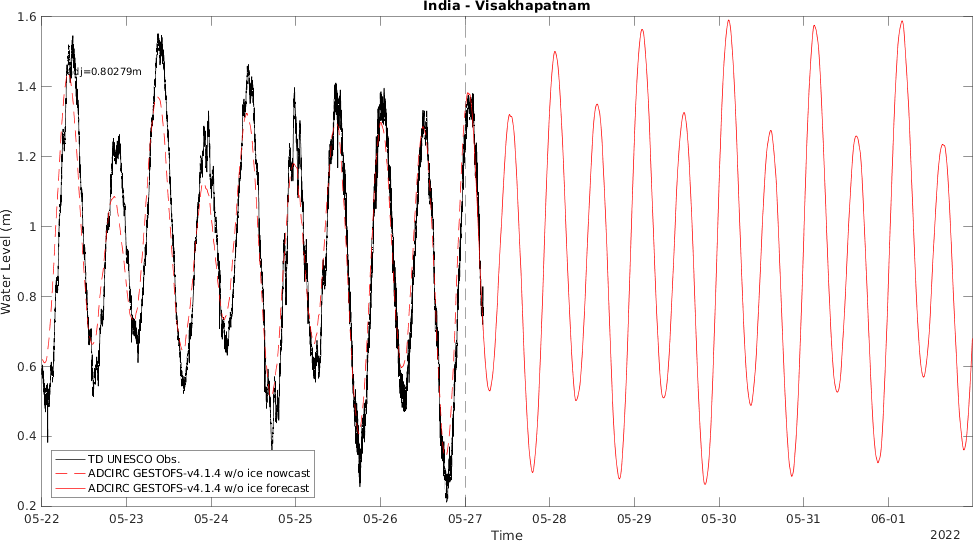 India - Visakhapatnam
1.6
1.4
1.2
1
0.8
0.6
0.4
0.2
Water Level (m)
dj=0.80279m
TD UNESCO Obs.
ADCIRC GESTOFS-v4.1.4 w/o ice nowcast
ADCIRC GESTOFS-v4.1.4 w/o ice forecast
05-22 05-23 05-24 05-25 05-26 05-27 05-28 05-29 05-30 05-31 06-01
Time
2022